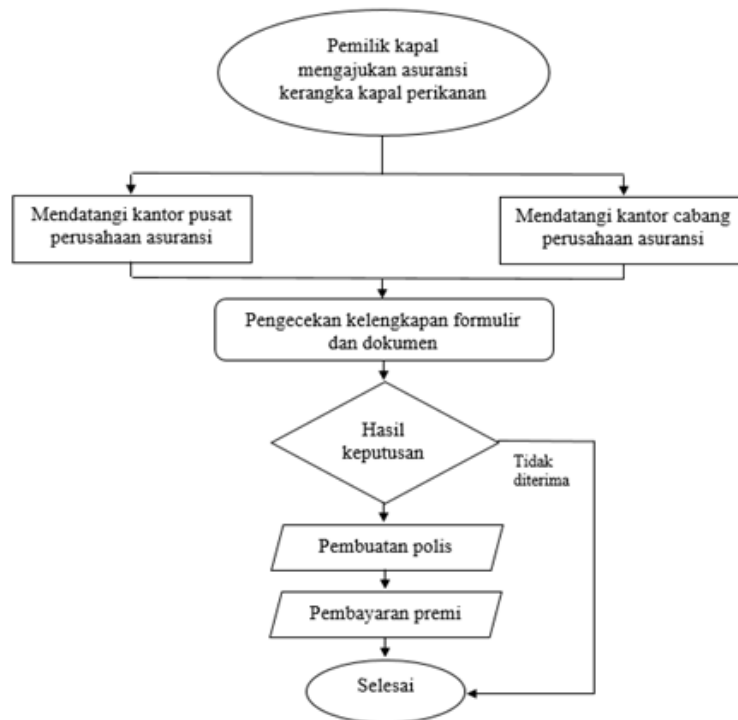 Pemilik kapal
mengajukan asuransi
kerangka kapal perikanan
Mendatangi kantor pusat
perusahaan asuransi
Mendatangi kantor cabang
perusahaan asuransi
Pengecekan kelengkapan formulir
dan dokumen
Hasil
keputusan
Tidak
diterima
Pembuatan polis
Pembayaran premi
Selesai